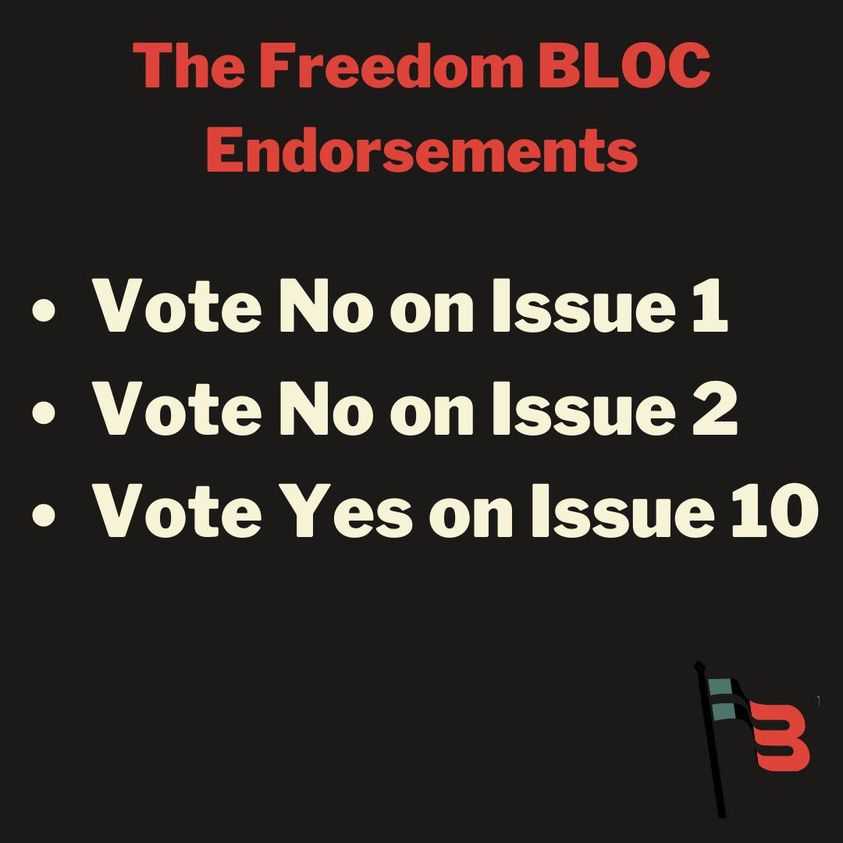 The Freedom BLOC
Endorsements
• Vote No on Issue 1
• Vote No on Issue 2
• Vote Yes on Issue 10
B